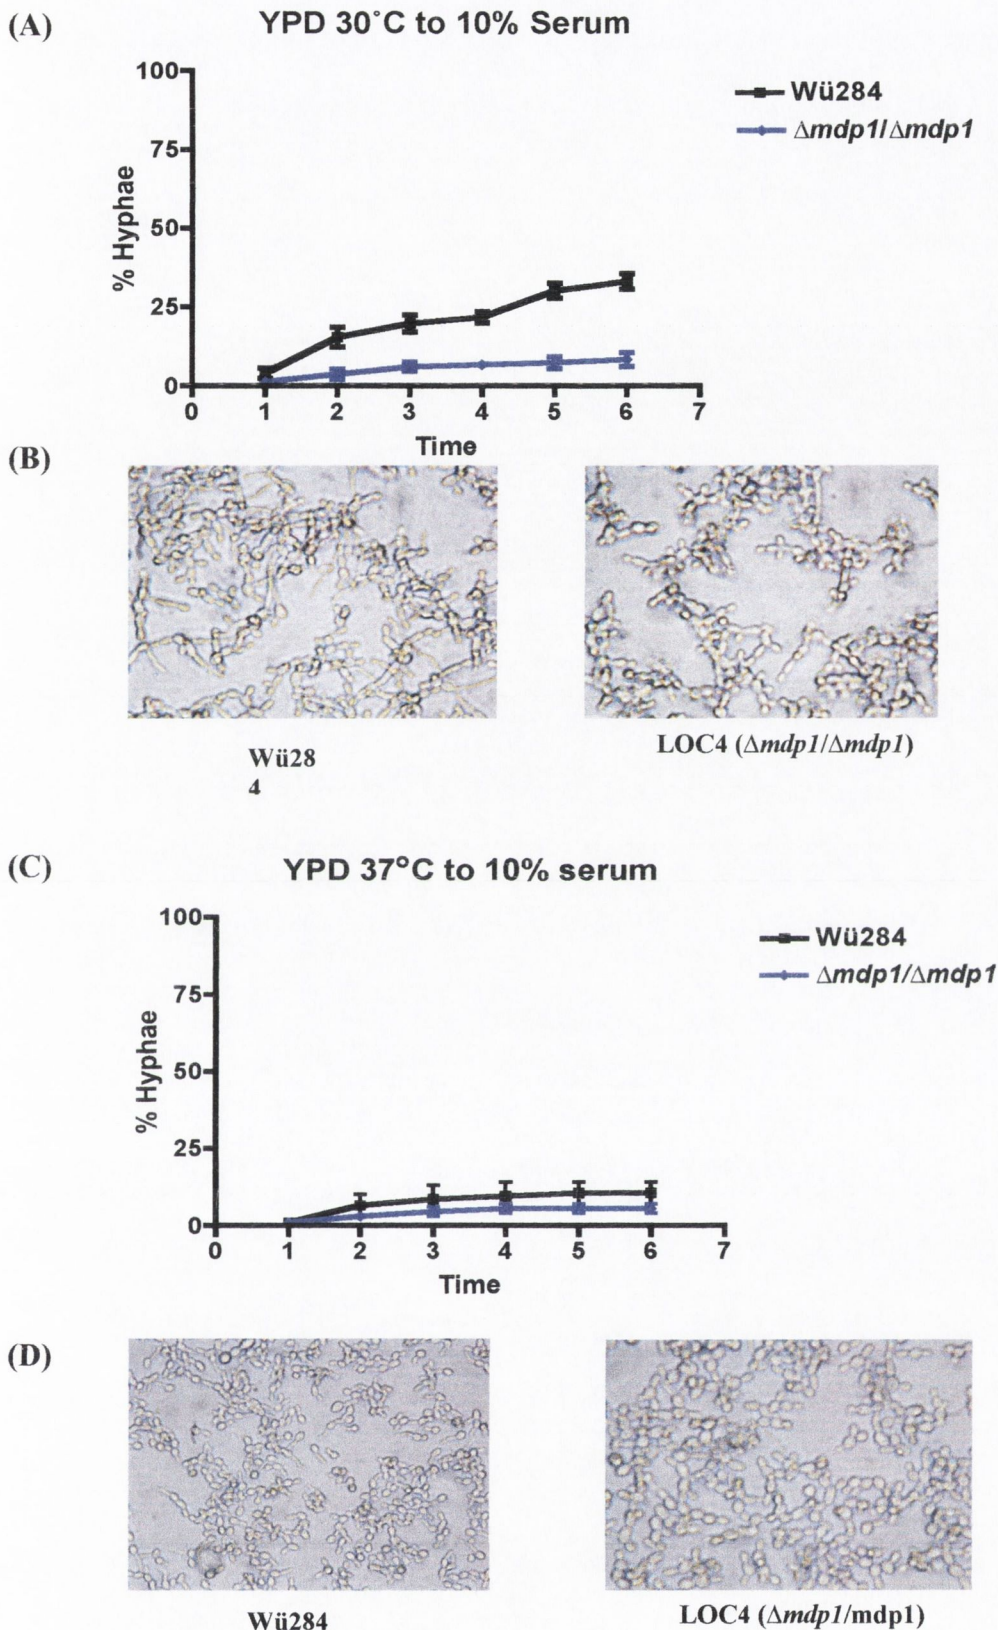 (A)
YPD 30˚C to 10% Serum
100
75
50
25
0
% Hyphae
0 1 2 3 4 5 6 7
Time
Wü284
Δmdp1/Δmdp1
(B)
Wü28
4
LOC4 (Δmdp1/Δmdp1)
(C)
YPD 37°C to 10% serum
100
75
50
25
0
% Hyphae
0 1 2 3 4 5 6 7
Time
Wü284
Δmdp1/Δmdp1
(D)
Wü284
LOC4 (Δmdp1/mdp1)